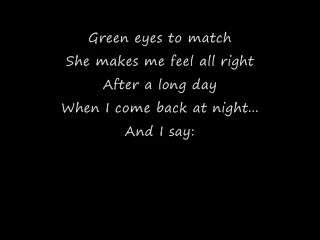 Green eyes to match
She makes me feel all right
After a long day
When I come back at night...
And I say: